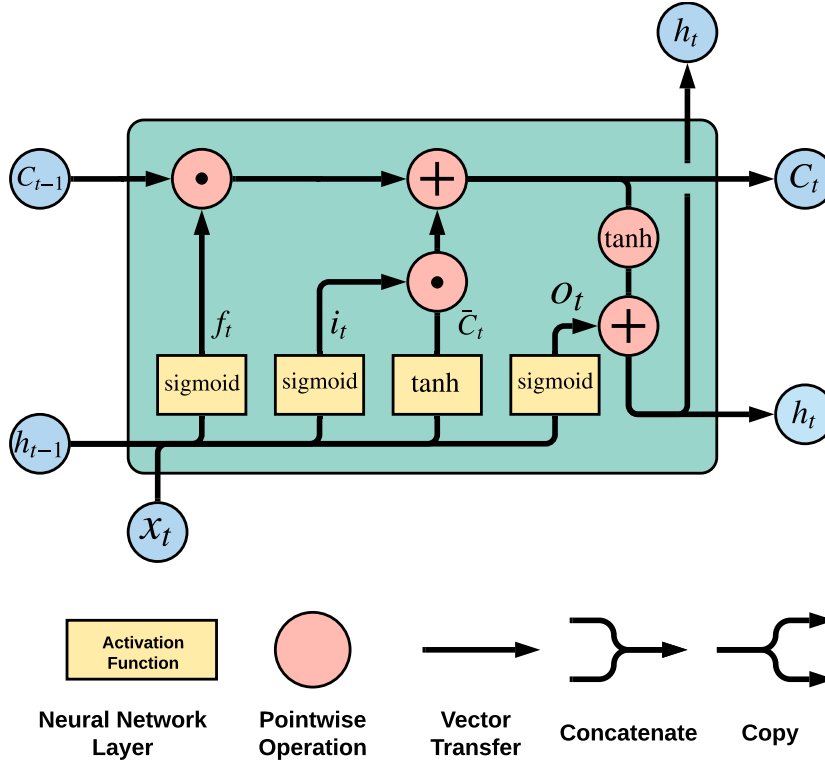 h_t
C_{t-1}
C_t
tanh
f_t
i_t
C̄_t
o_t
sigmoid
sigmoid
tanh
sigmoid
h_{t-1}
h_t
x_t
Activation
Function
Neural Network
Layer
Pointwise
Operation
Vector
Transfer
Concatenate
Copy